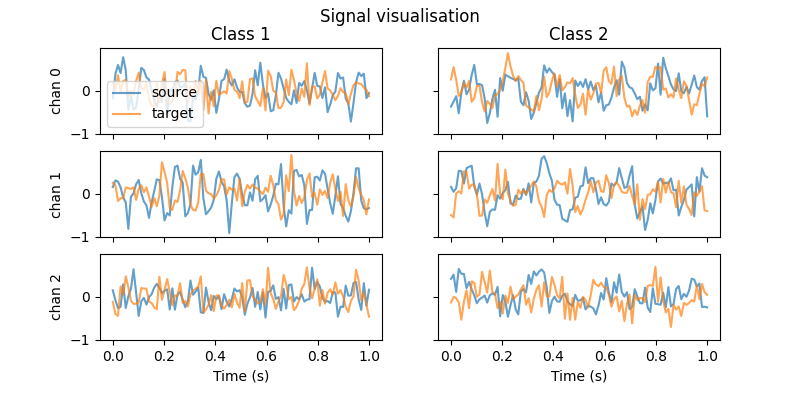 Signal visualisation
Class 1
Class 2
chan 0
0
−1
source
target
chan 1
0
−1
chan 2
0
−1
0.0 0.2 0.4 0.6 0.8 1.0
0.0 0.2 0.4 0.6 0.8 1.0
Time (s)
Time (s)